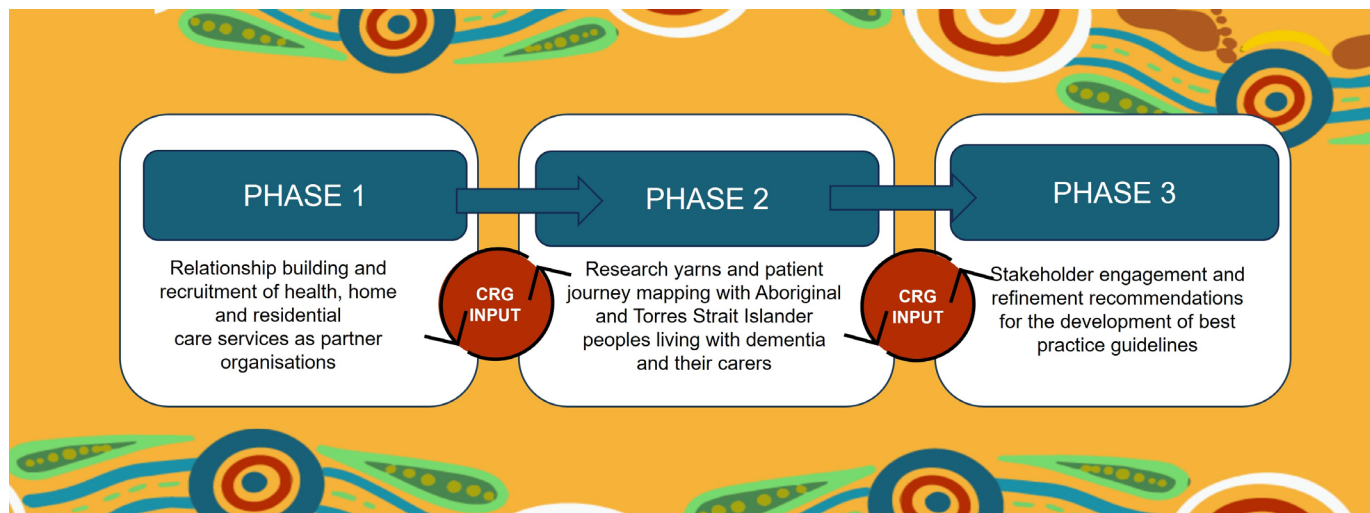 PHASE 1
Relationship building and
recruitment of health, home
and residential
care services as partner
organisations
CRG
INPUT
PHASE 2
Research yarns and patient
journey mapping with Aboriginal
and Torres Strait Islander
peoples living with dementia
and their carers
CRG
INPUT
PHASE 3
Stakeholder engagement and
refinement recommendations
for the development of best
practice guidelines